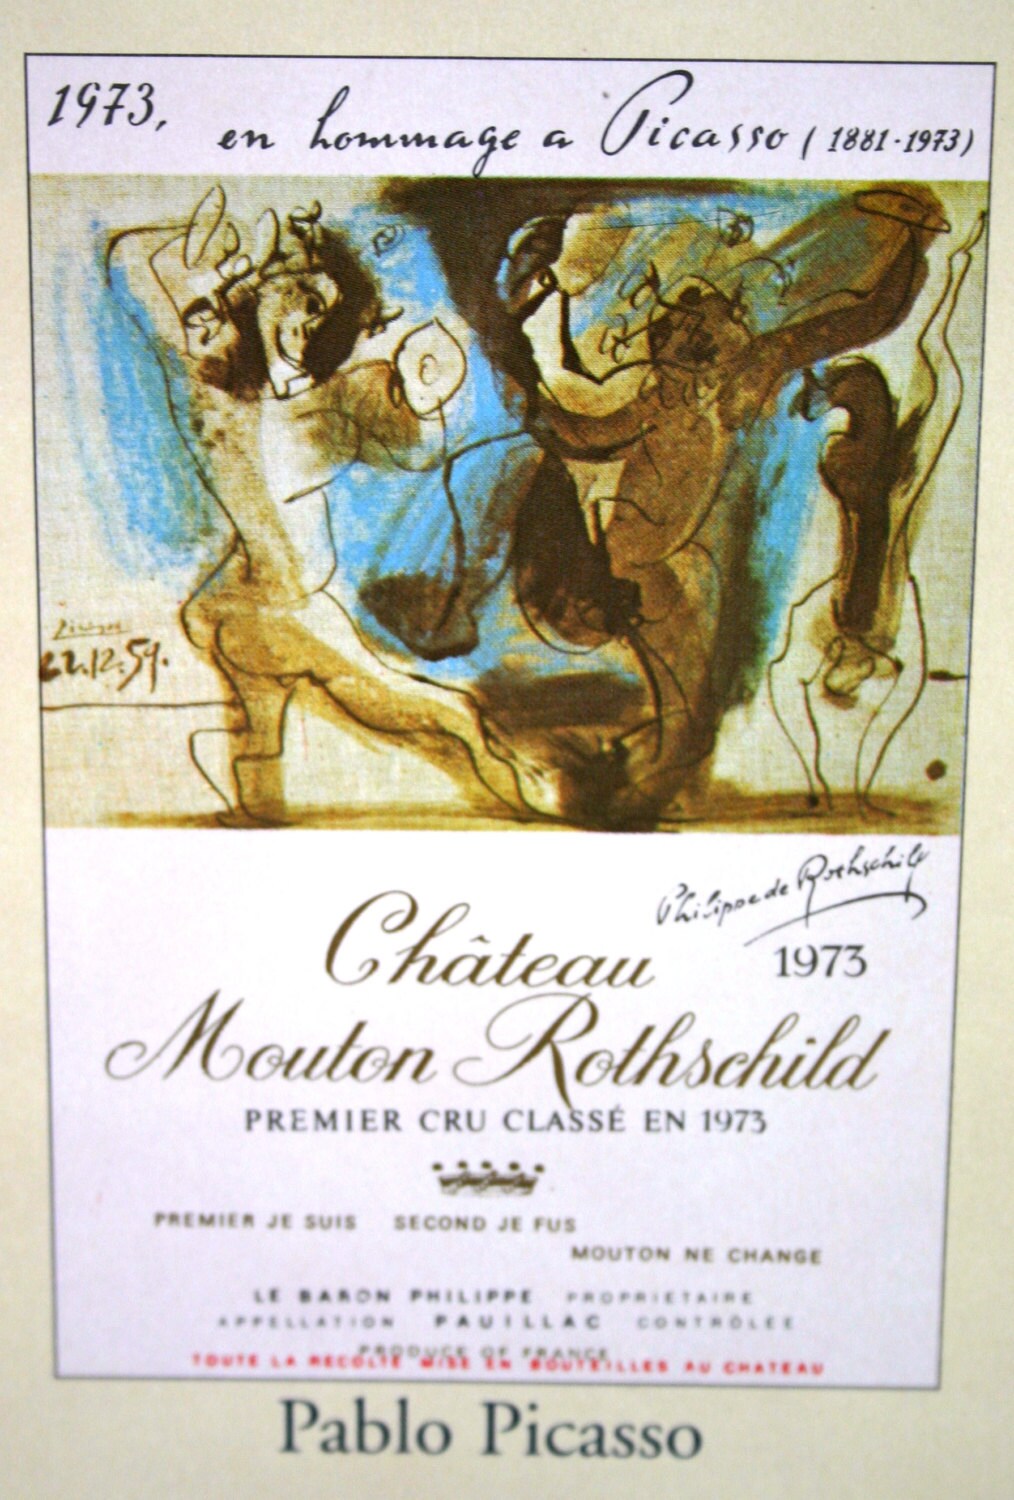 1973,
en hommage a Picasso (1881-1973)
Picasso
22.12.59.
Philippe de Rothschild
Château 1973
Mouton Rothschild
PREMIER CRU CLASSÉ EN 1973
PREMIER JE SUIS SECOND JE FUS
MOUTON NE CHANGE
LE BARON PHILIPPE PROPRIETAIRE
APPELLATION PAUILLAC CONTRÔLÉE
PRODUCE OF FRANCE
TOUTE LA RECOLTE MISE EN BOUTEILLES AU CHATEAU
Pablo Picasso